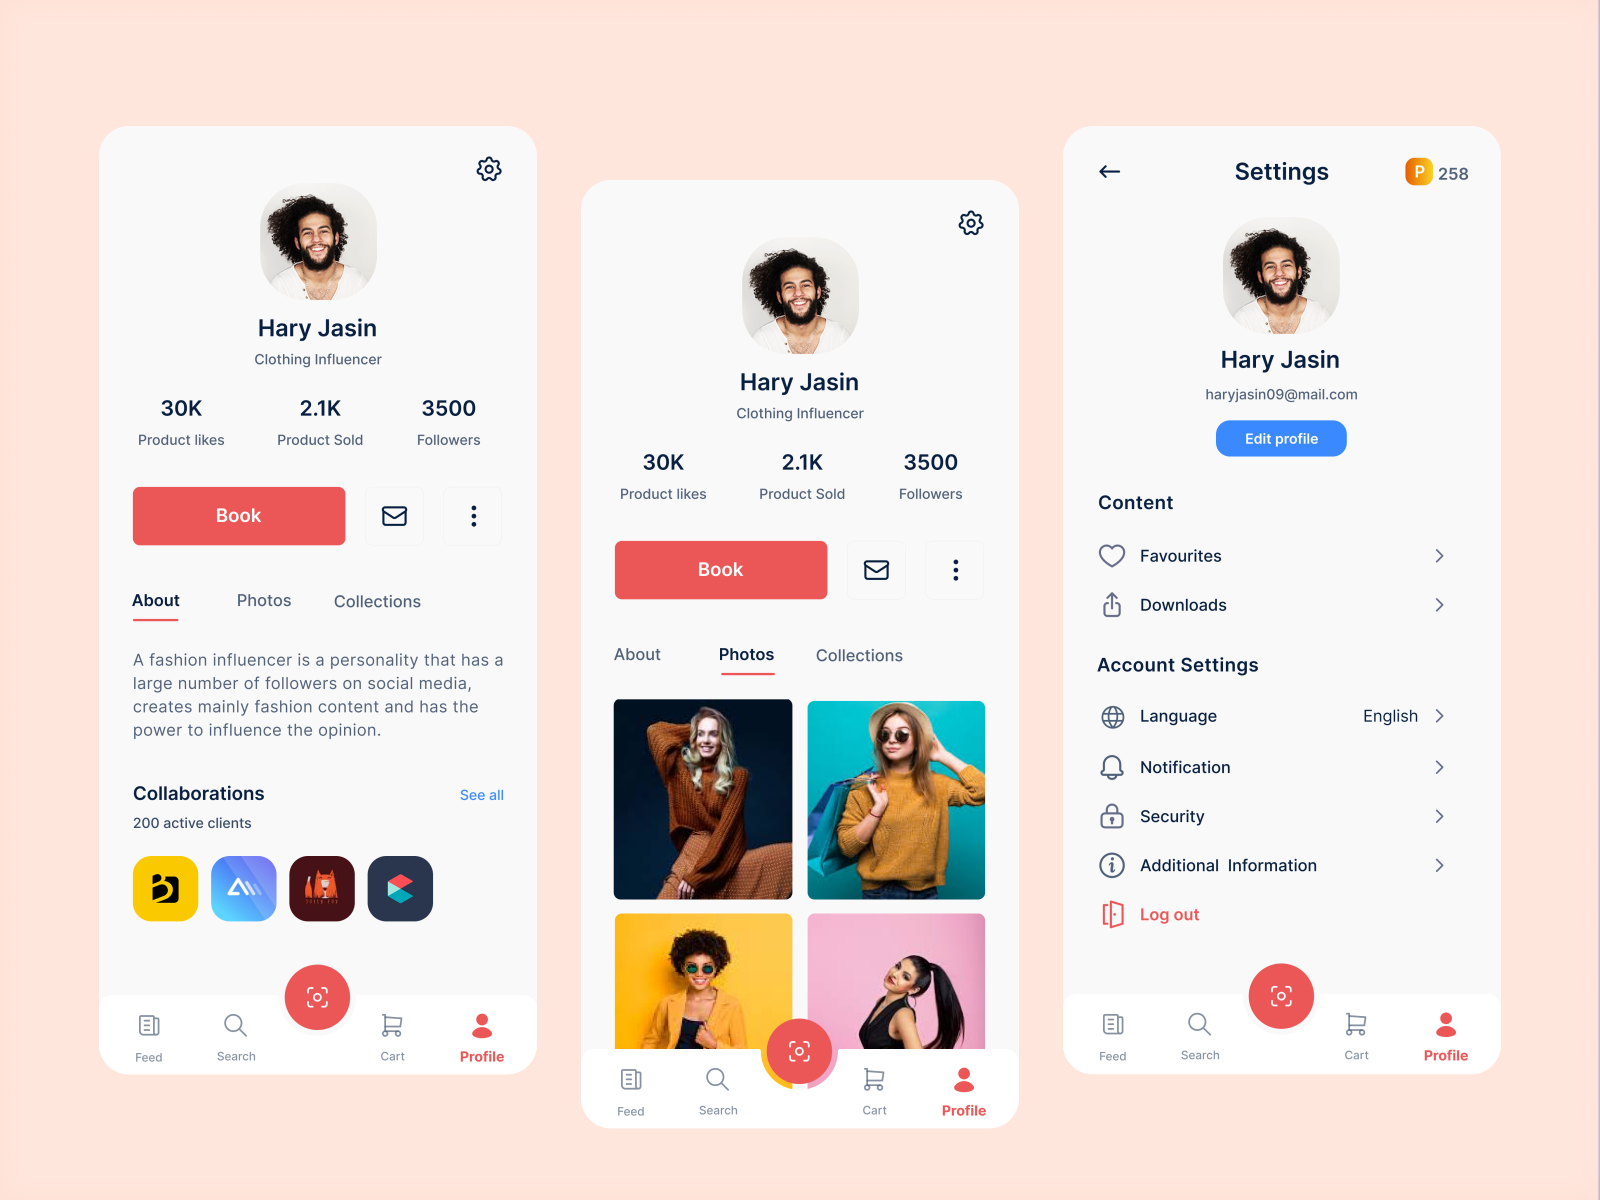 Hary Jasin
Clothing Influencer
30K 2.1K 3500
Product likes Product Sold Followers
Book
About Photos Collections
A fashion influencer is a personality that has a
large number of followers on social media,
creates mainly fashion content and has the
power to influence the opinion.
Collaborations See all
200 active clients
Feed Search Cart Profile
Hary Jasin
Clothing Influencer
30K 2.1K 3500
Product likes Product Sold Followers
Book
About Photos Collections
Feed Search Cart Profile
Settings P 258
Hary Jasin
haryjasin09@mail.com
Edit profile
Content
Favourites
Downloads
Account Settings
Language English
Notification
Security
Additional Information
Log out
Feed Search Cart Profile